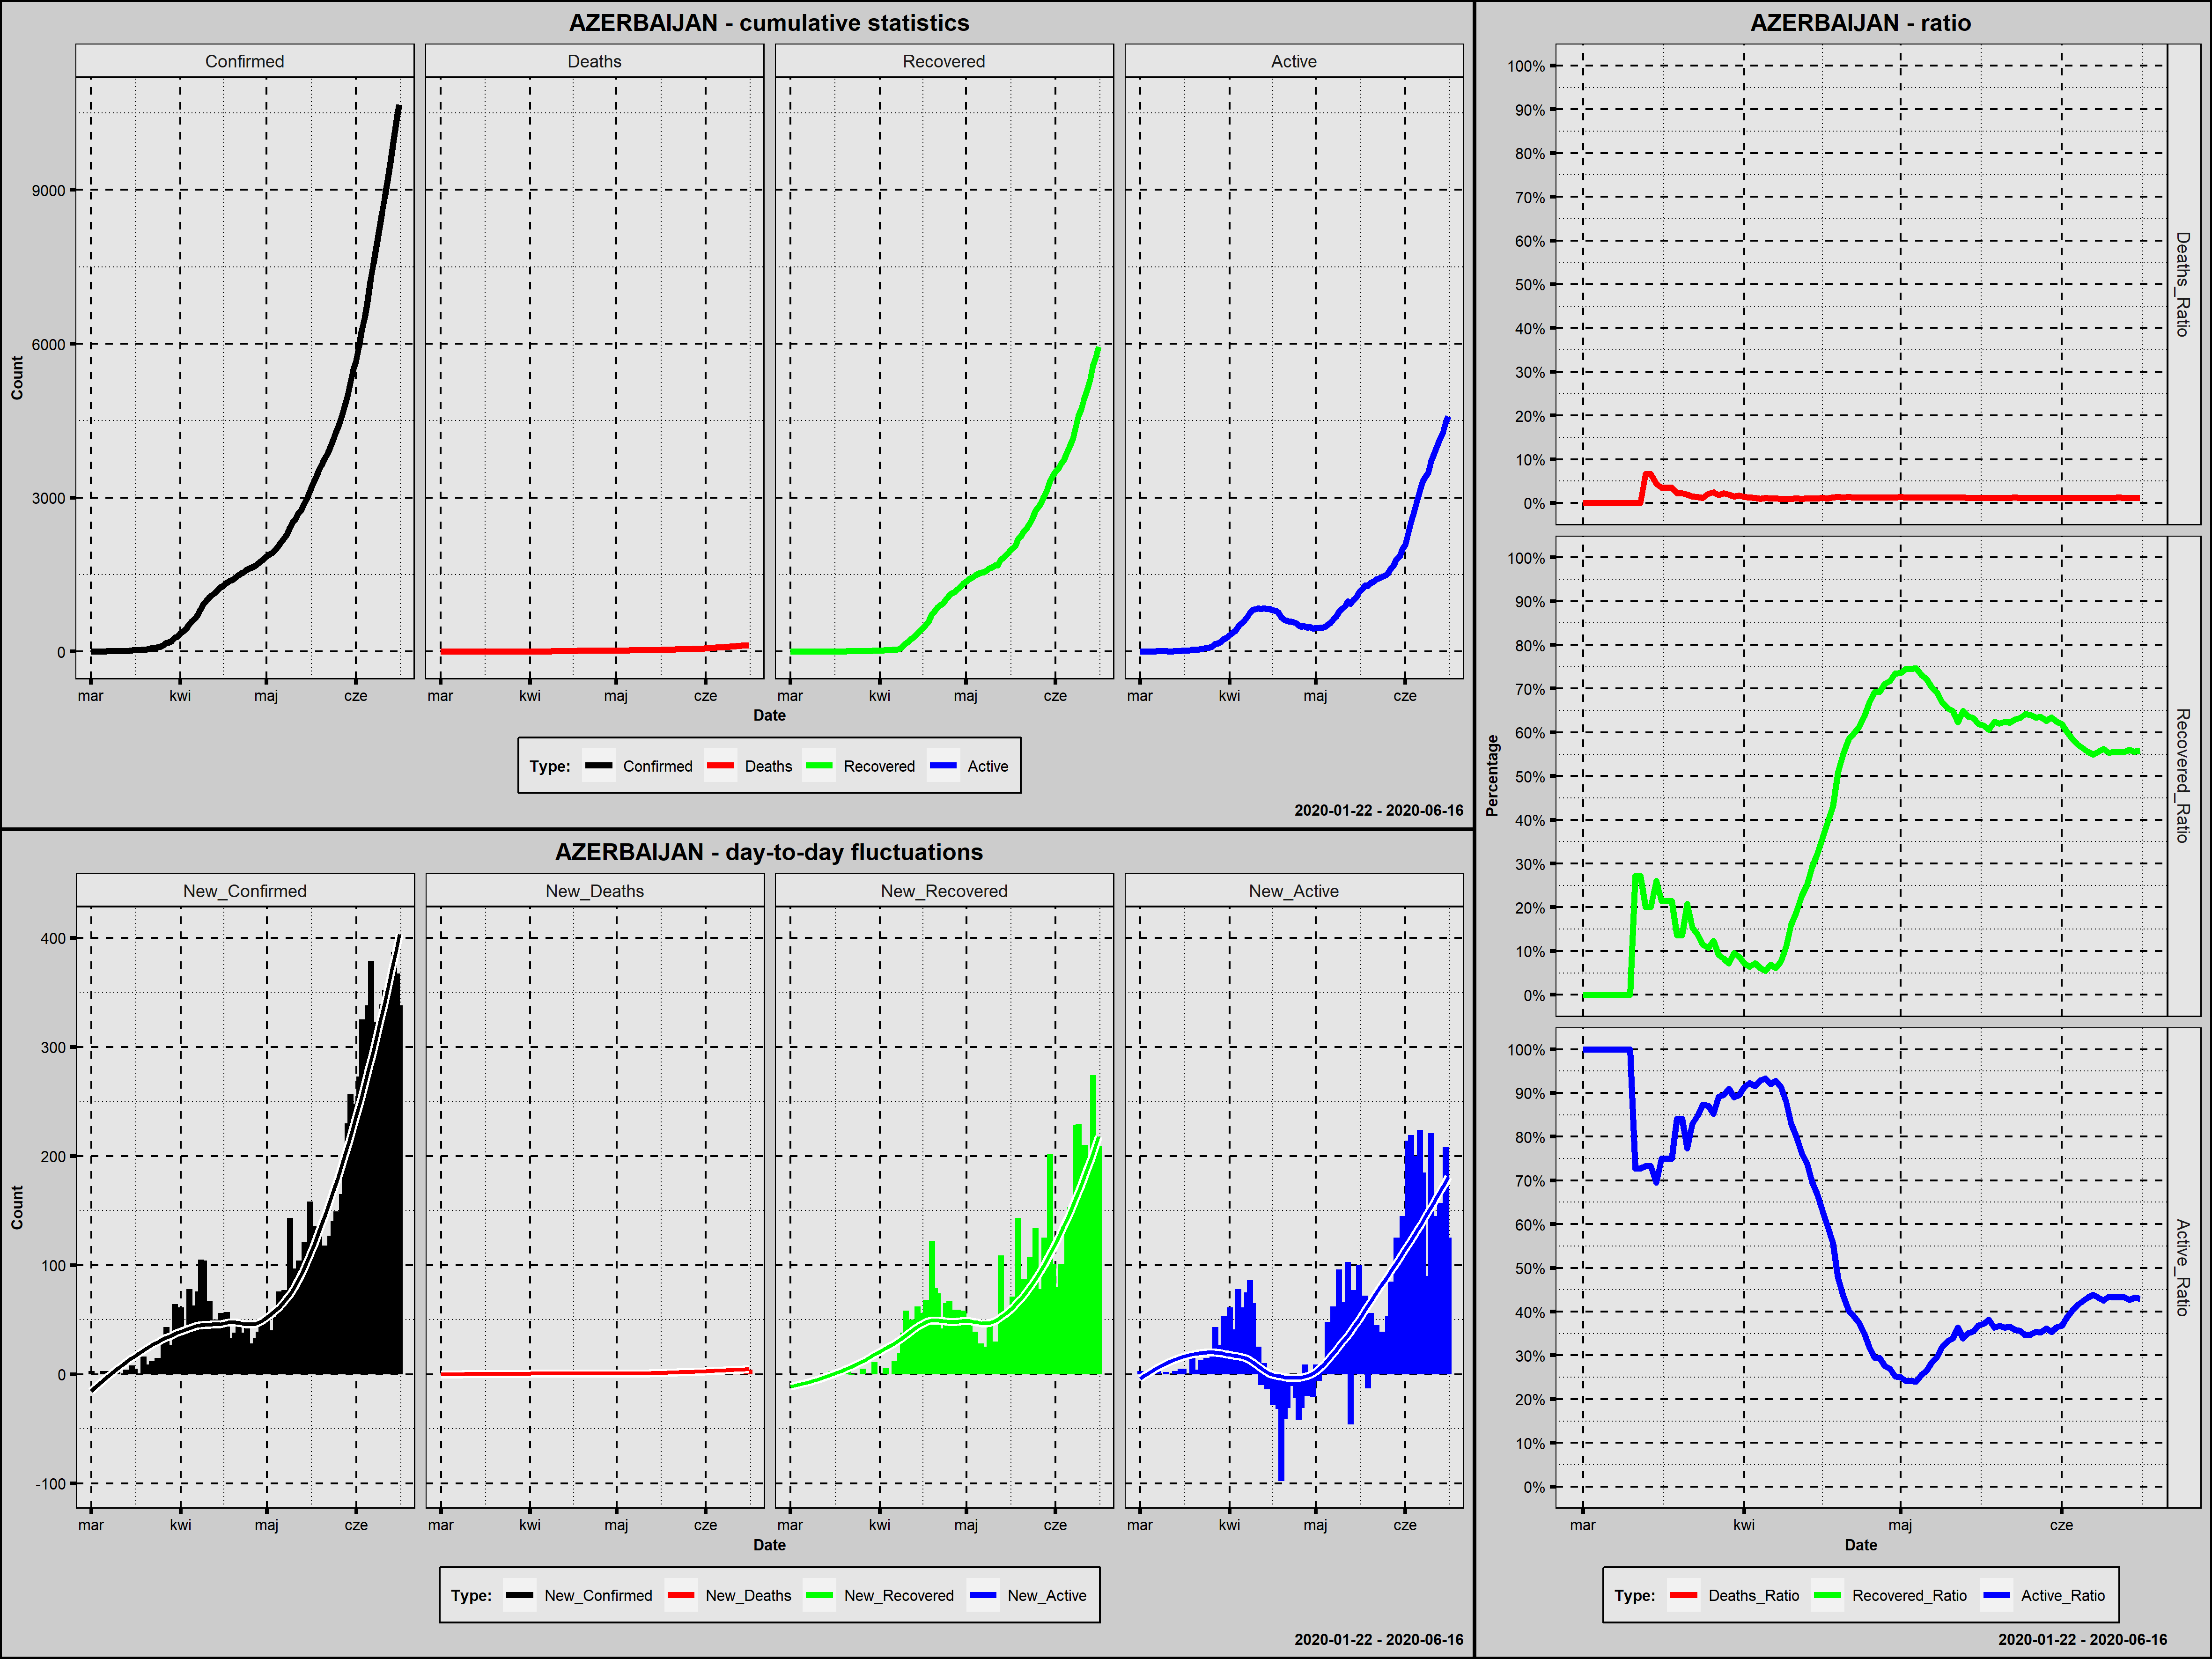 AZERBAIJAN - cumulative statistics
Confirmed Deaths Recovered Active
Count
9000
6000
3000
0
mar kwi maj cze mar kwi maj cze mar kwi maj cze mar kwi maj cze
Date
Type: Confirmed Deaths Recovered Active
2020-01-22 - 2020-06-16
AZERBAIJAN - day-to-day fluctuations
New_Confirmed New_Deaths New_Recovered New_Active
Count
400
300
200
100
0
-100
mar kwi maj cze mar kwi maj cze mar kwi maj cze mar kwi maj cze
Date
Type: New_Confirmed New_Deaths New_Recovered New_Active
2020-01-22 - 2020-06-16
AZERBAIJAN - ratio
Percentage
100%
90%
80%
70%
60%
50%
40%
30%
20%
10%
0%
Deaths_Ratio
100%
90%
80%
70%
60%
50%
40%
30%
20%
10%
0%
Recovered_Ratio
100%
90%
80%
70%
60%
50%
40%
30%
20%
10%
0%
Active_Ratio
mar kwi maj cze
Date
Type: Deaths_Ratio Recovered_Ratio Active_Ratio
2020-01-22 - 2020-06-16